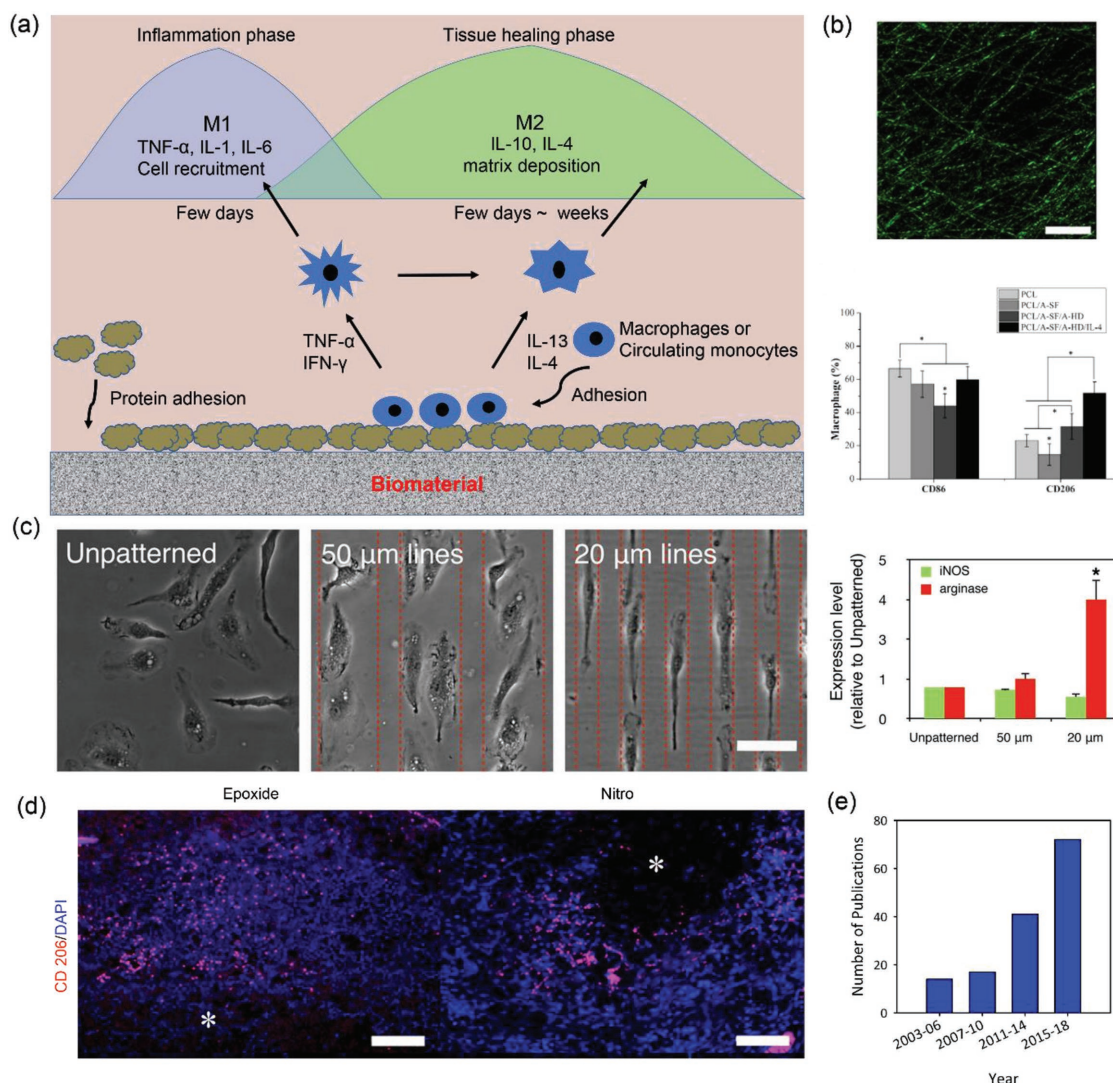 (a)
Inflammation phase
Tissue healing phase
M1
TNF-α, IL-1, IL-6
Cell recruitment
M2
IL-10, IL-4
matrix deposition
Few days
Few days ~ weeks
TNF-α
IFN-γ
IL-13
IL-4
Macrophages or
Circulating monocytes
Adhesion
Protein adhesion
Biomaterial
(b)
PCL
PCL/A-SF
PCL/A-SF/A-HD
PCL/A-SF/A-HD/IL-4
Macrophage (%)
100
80
60
40
20
0
*
*
*
*
*
CD86
CD206
(c)
Unpatterned
50 µm lines
20 µm lines
iNOS
arginase
*
Expression level
(relative to Unpatterned)
5
4
5
1
0
Unpatterned
50 µm
20 µm
(d)
Epoxide
Nitro
CD 206/DAPI
*
*
(e)
Number of Publications
80
60
40
20
0
2003-06
2007-10
2011-14
2015-18
Year